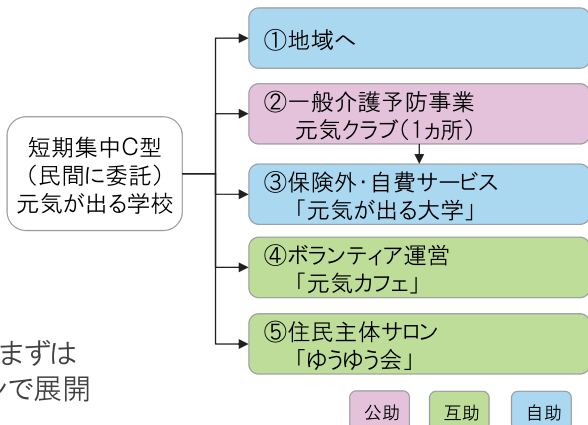 短期集中C型
（民間に委託）
元気が出る学校
①地域へ
②一般介護予防事業
元気クラブ（1ヵ所）
③保険外・自費サービス
「元気が出る大学」
④ボランティア運営
「元気カフェ」
⑤住民主体サロン
「ゆうゆう会」
まずは
ンで展開
公助
互助
自助